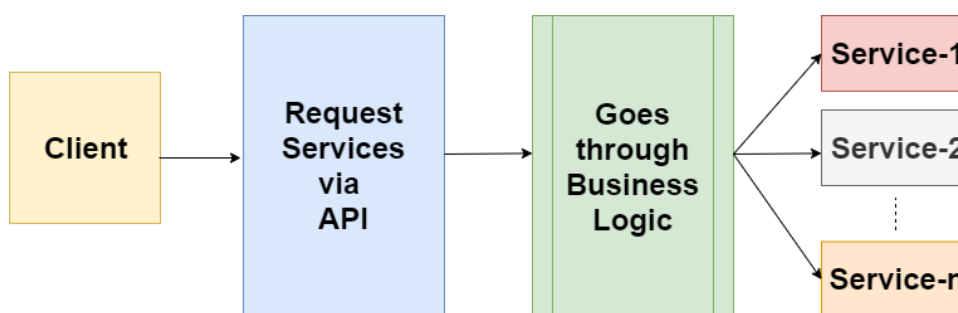 Client
Request
Services
via
API
Goes
through
Business
Logic
Service-1
Service-2
Service-n